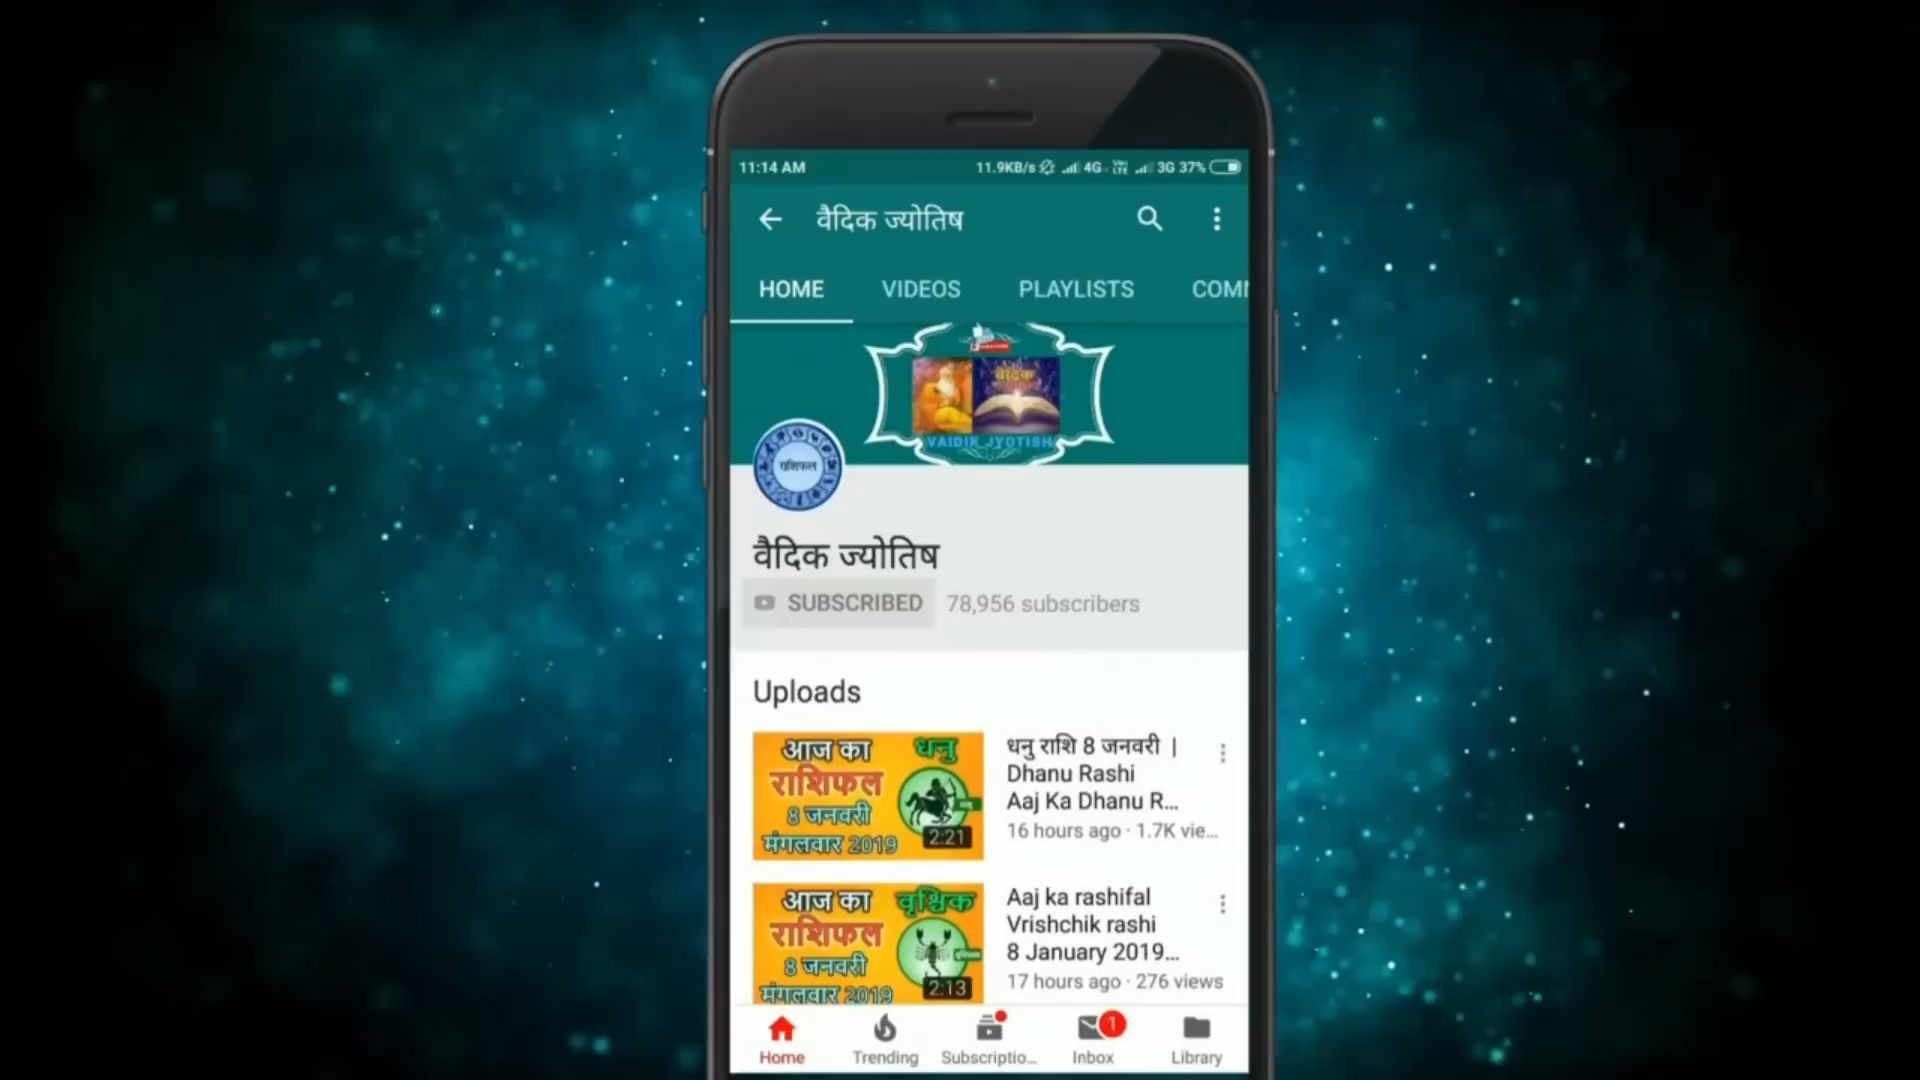 11:14 AM
11.9KB/s 4G VoLTE 3G 37%
वैदिक ज्योतिष
HOME VIDEOS PLAYLISTS COM
वैदिक
VAIDIK JYOTISH
राशिफल
वैदिक ज्योतिष
SUBSCRIBED 78,956 subscribers
Uploads
आज का धनु
राशिफल
8 जनवरी
मंगलवार 2019
2:21
धनु राशि 8 जनवरी |
Dhanu Rashi
Aaj Ka Dhanu R...
16 hours ago · 1.7K vie...
आज का वृश्चिक
राशिफल
8 जनवरी
मंगलवार 2019
2:13
Aaj ka rashifal
Vrishchik rashi
8 January 2019...
17 hours ago · 276 views
1
Home Trending Subscriptio... Inbox Library